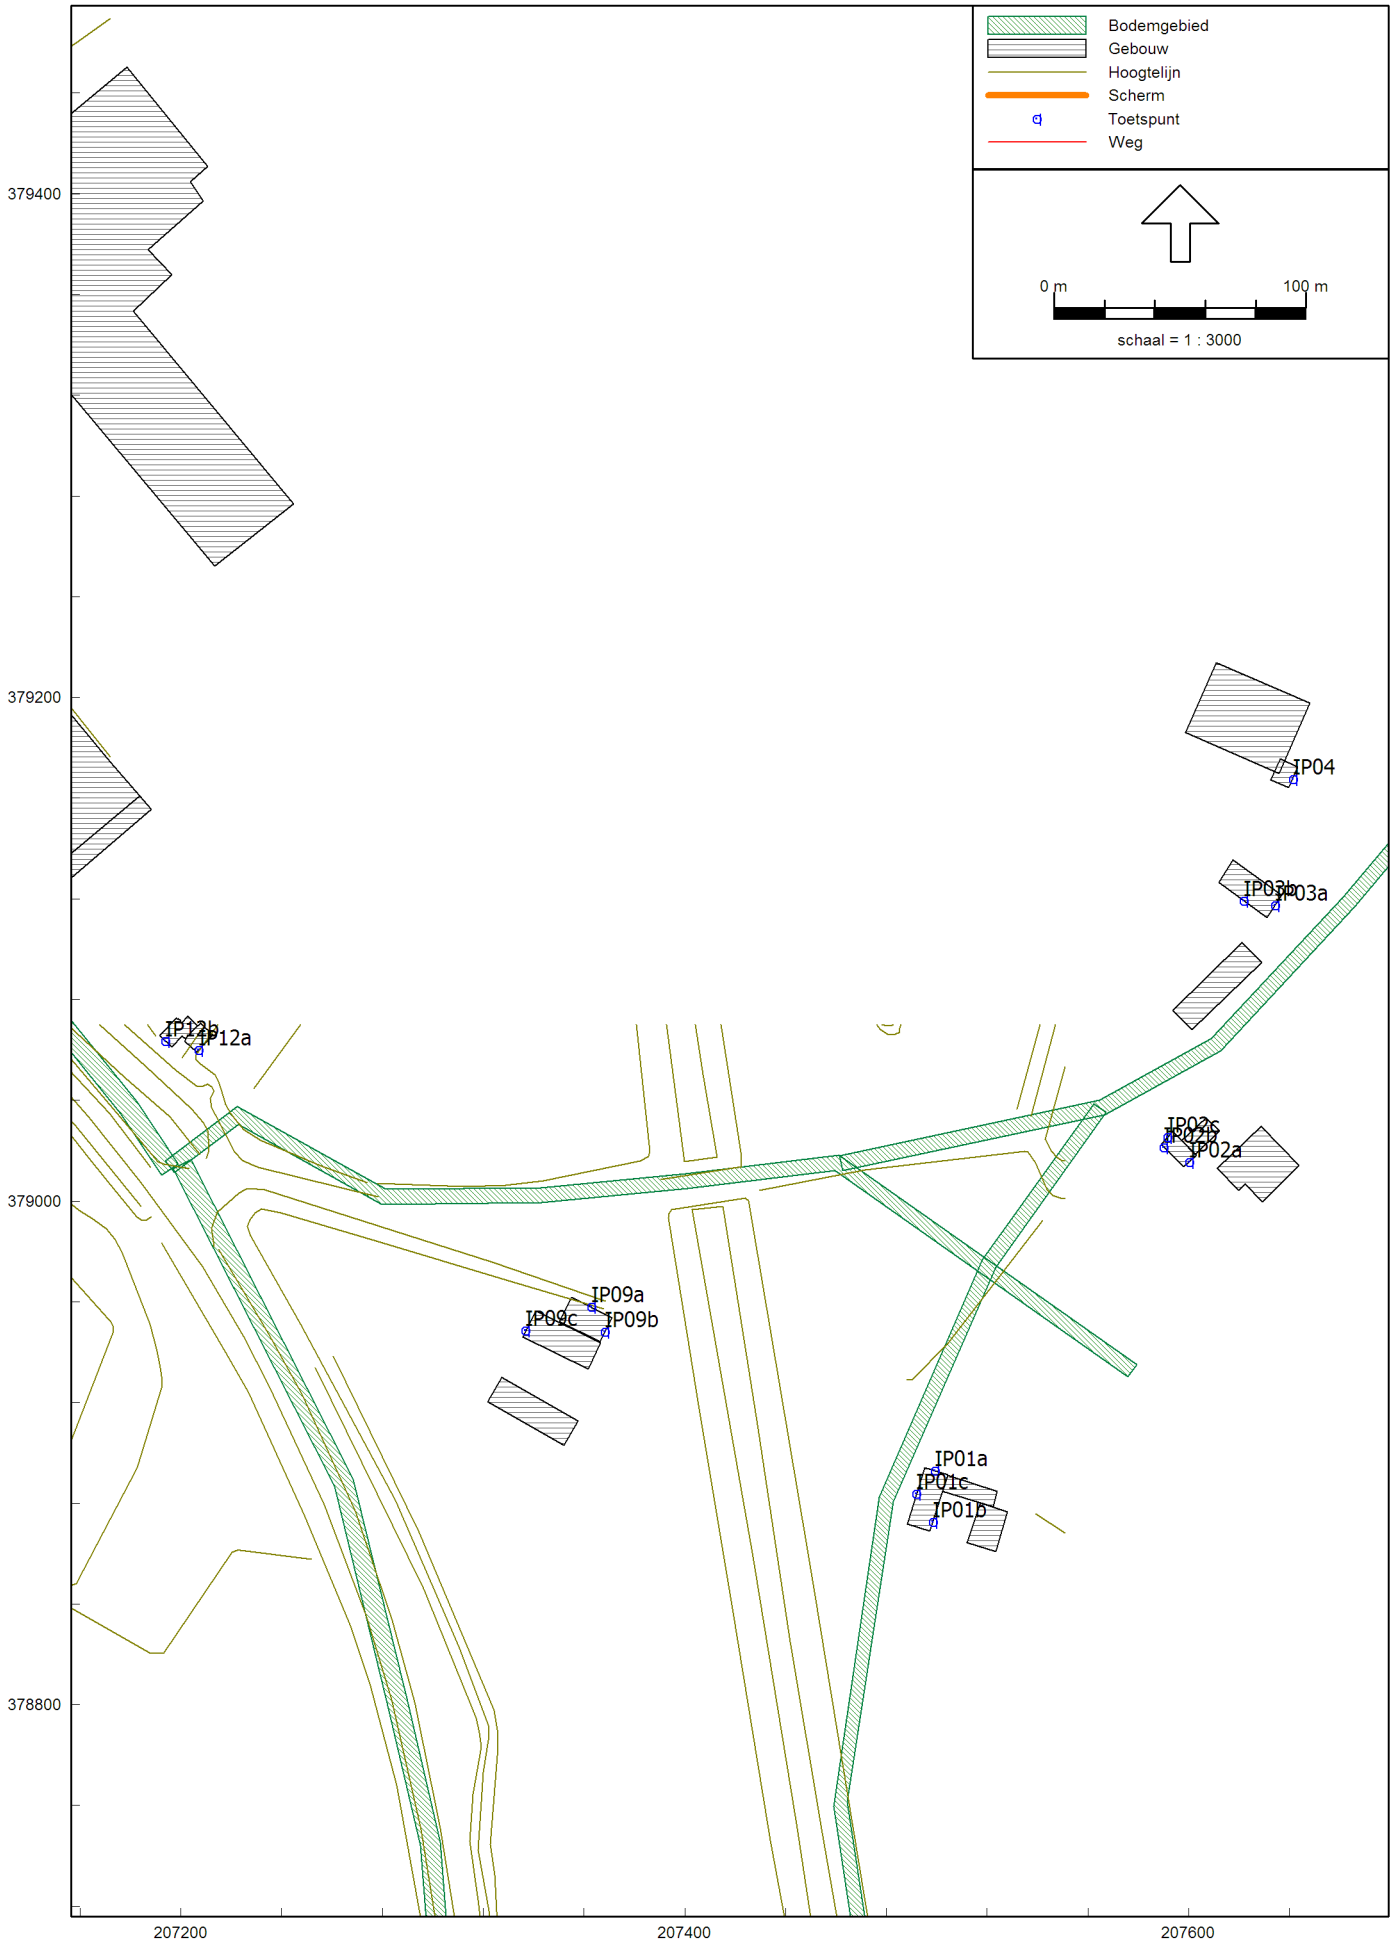 Bodemgebied
Gebouw
Hoogtelijn
Scherm
Toetspunt
Weg
379400
0 m 100 m
schaal = 1 : 3000
379200
IP04
IP03b
IP03a
IP12b
IP12a
IP02c
IP02b
IP02a
379000
IP09a
IP09c
IP09b
IP01a
IP01c
IP01b
378800
207200 207400 207600